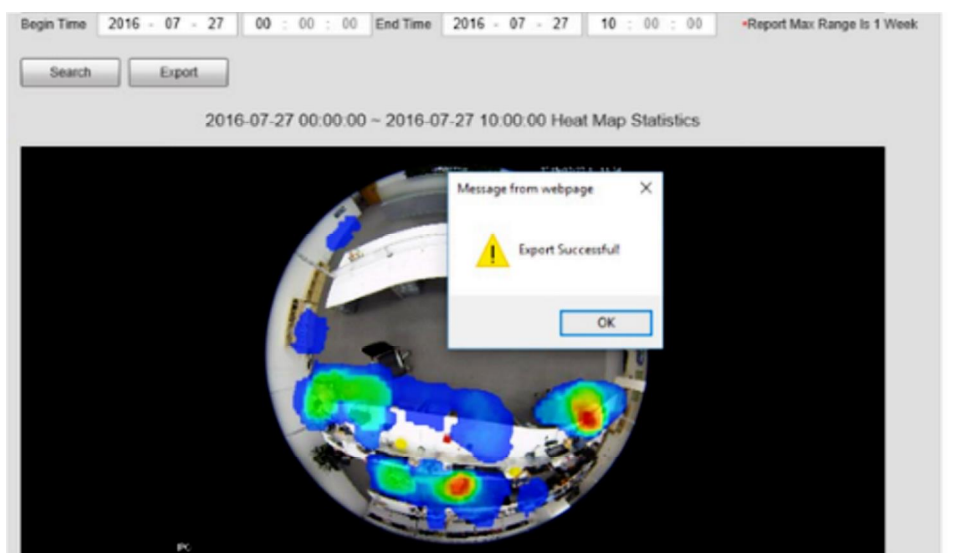 Begin Time 2016 - 07 - 27 00 : 00 : 00 End Time 2016 - 07 - 27 10 : 00 : 00 *Report Max Range Is 1 Week
Search Export
2016-07-27 00:00:00 ~ 2016-07-27 10:00:00 Heat Map Statistics
Message from webpage
Export Successful!
OK
IPC